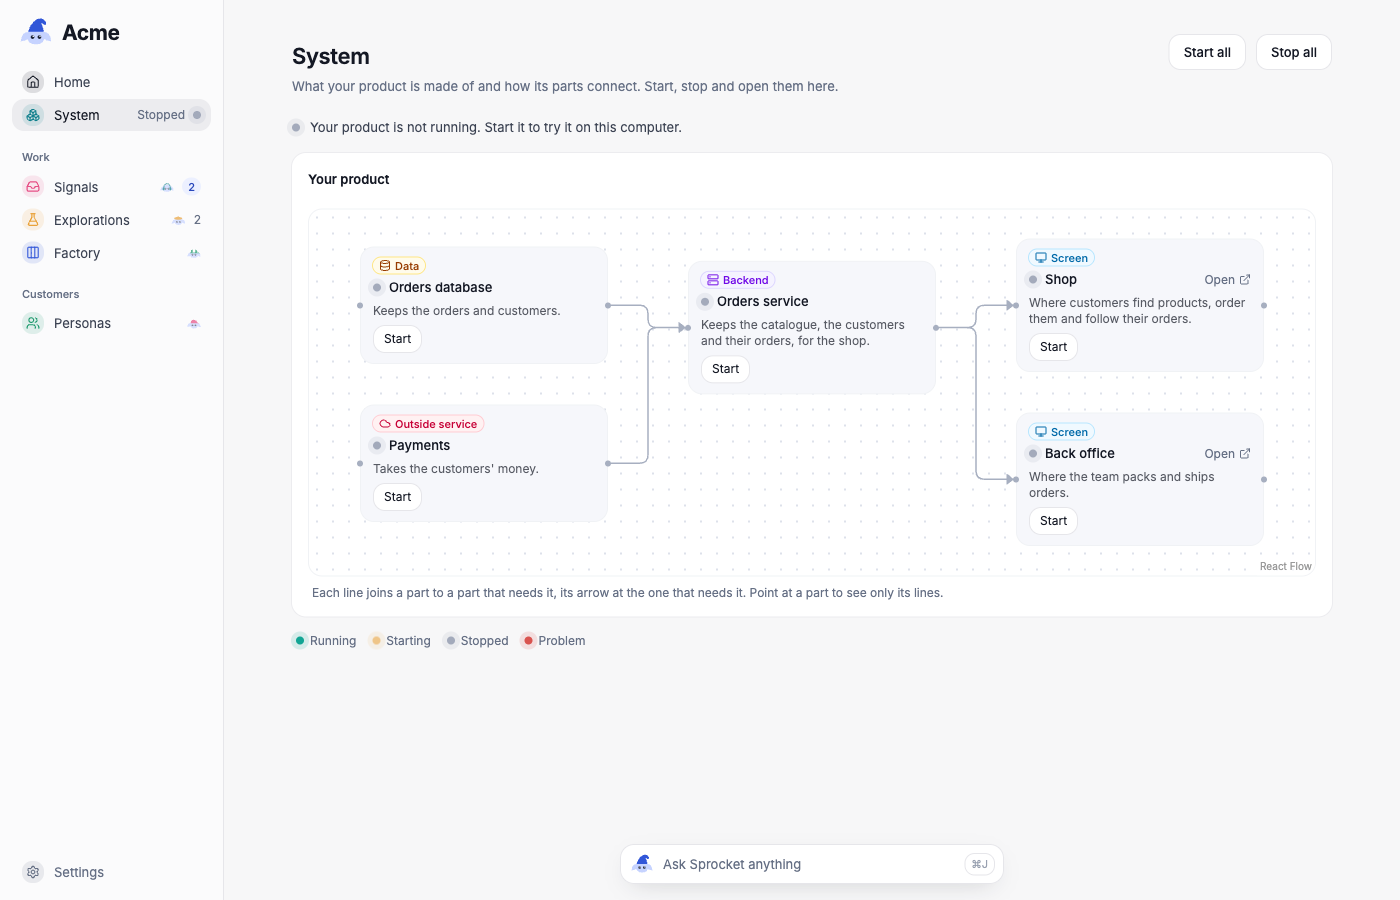 Acme
Home
System
Stopped
Work
Signals
2
Explorations
2
Factory
Customers
Personas
Settings
System
What your product is made of and how its parts connect. Start, stop and open them here.
Start all
Stop all
Your product is not running. Start it to try it on this computer.
Your product
Data
Orders database
Keeps the orders and customers.
Start
Outside service
Payments
Takes the customers' money.
Start
Backend
Orders service
Keeps the catalogue, the customers
and their orders, for the shop.
Start
Screen
Shop
Open
Where customers find products, order
them and follow their orders.
Start
Screen
Back office
Open
Where the team packs and ships
orders.
Start
React Flow
Each line joins a part to a part that needs it, its arrow at the one that needs it. Point at a part to see only its lines.
Running
Starting
Stopped
Problem
Ask Sprocket anything
⌘J